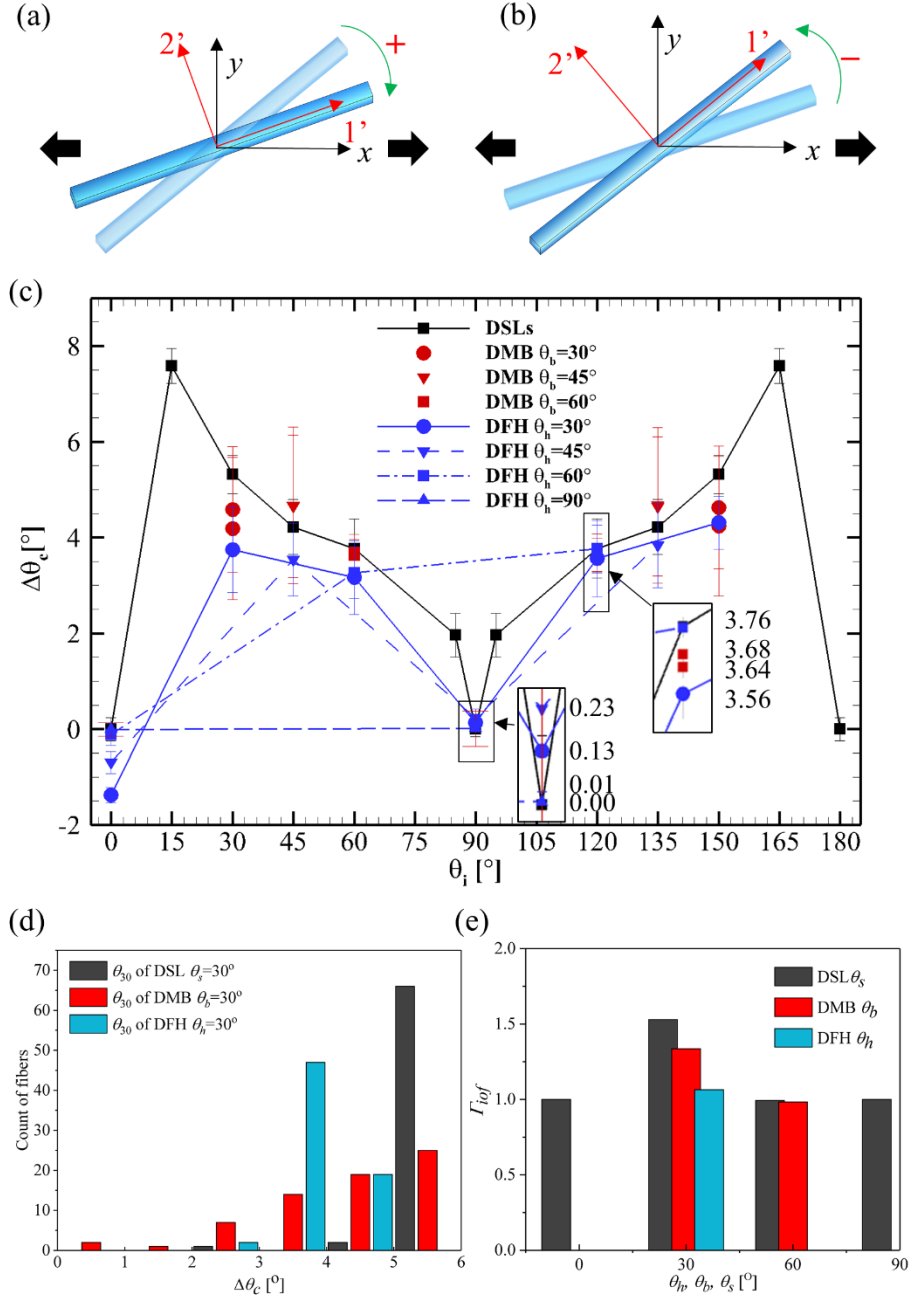 (a)
(b)
2’
y
+
1’
x
2’
y
1’
−
x
(c)
DSLs
DMB θb=30°
DMB θb=45°
DMB θb=60°
DFH θh=30°
DFH θh=45°
DFH θh=60°
DFH θh=90°
8
6
4
2
0
-2
Δθc[°]
3.76
3.68
3.64
3.56
0.23
0.13
0.01
0.00
0 15 30 45 60 75 90 105 120 135 150 165 180
θi [°]
(d)
θ30 of DSL θs=30°
θ30 of DMB θb=30°
θ30 of DFH θh=30°
70
60
50
40
30
20
10
0
Count of fibers
0 1 2 3 4 5 6
Δθc [°]
(e)
DSLθs
DMB θb
DFH θh
2.0
1.5
1.0
0.5
0.0
Γiof
0 30 60 90
θh, θb, θs [°]